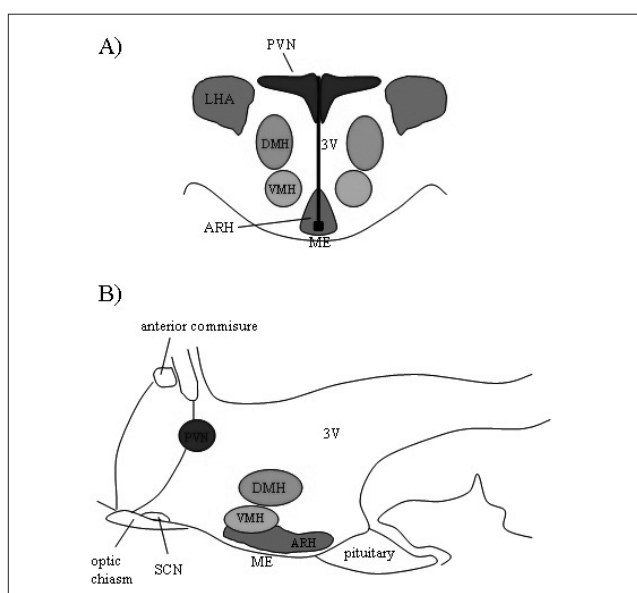 A)
PVN
LHA
DMH
3V
VMH
ARH
ME
B)
anterior commisure
PVN
3V
DMH
VMH
ARH
ME
pituitary
optic
chiasm
SCN